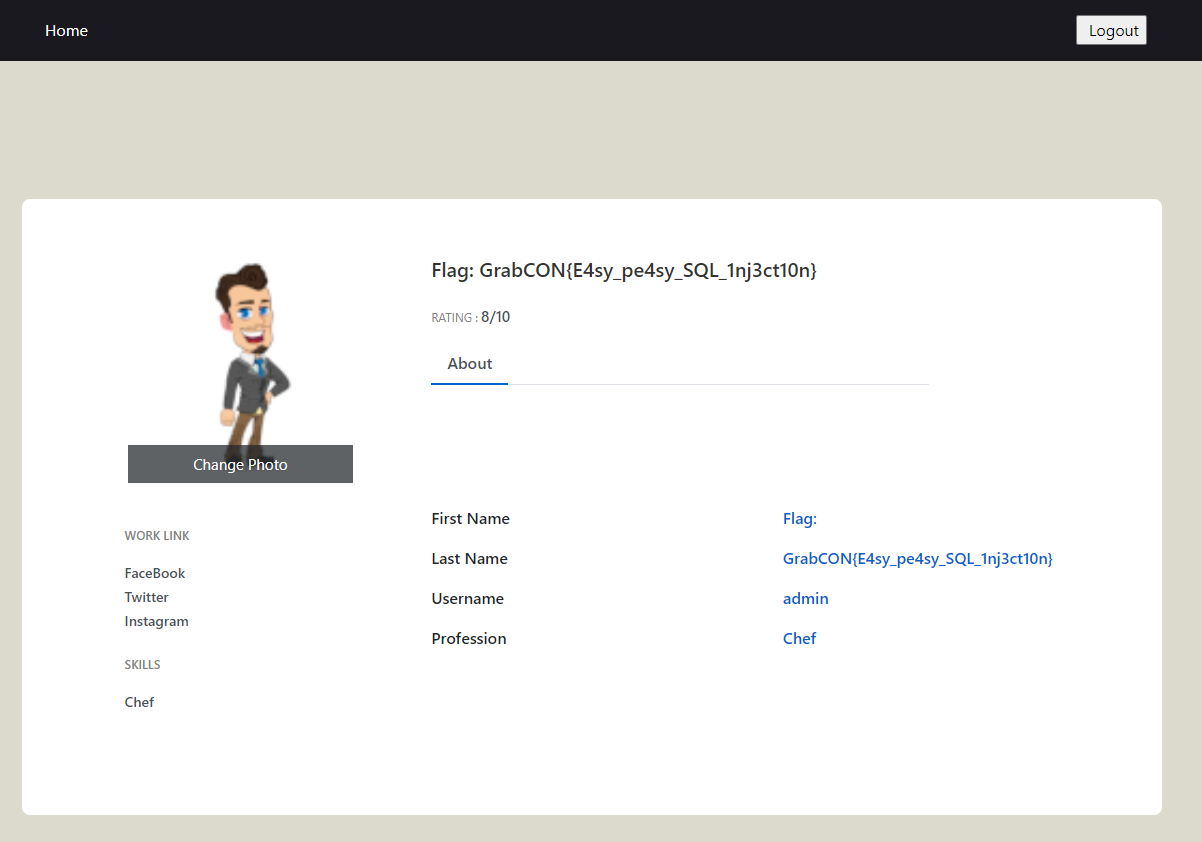 Home
Logout
Flag: GrabCON{E4sy_pe4sy_SQL_1nj3ct10n}
RATING : 8/10
About
Change Photo
WORK LINK
FaceBook
Twitter
Instagram
SKILLS
Chef
First Name Flag:
Last Name GrabCON{E4sy_pe4sy_SQL_1nj3ct10n}
Username admin
Profession Chef